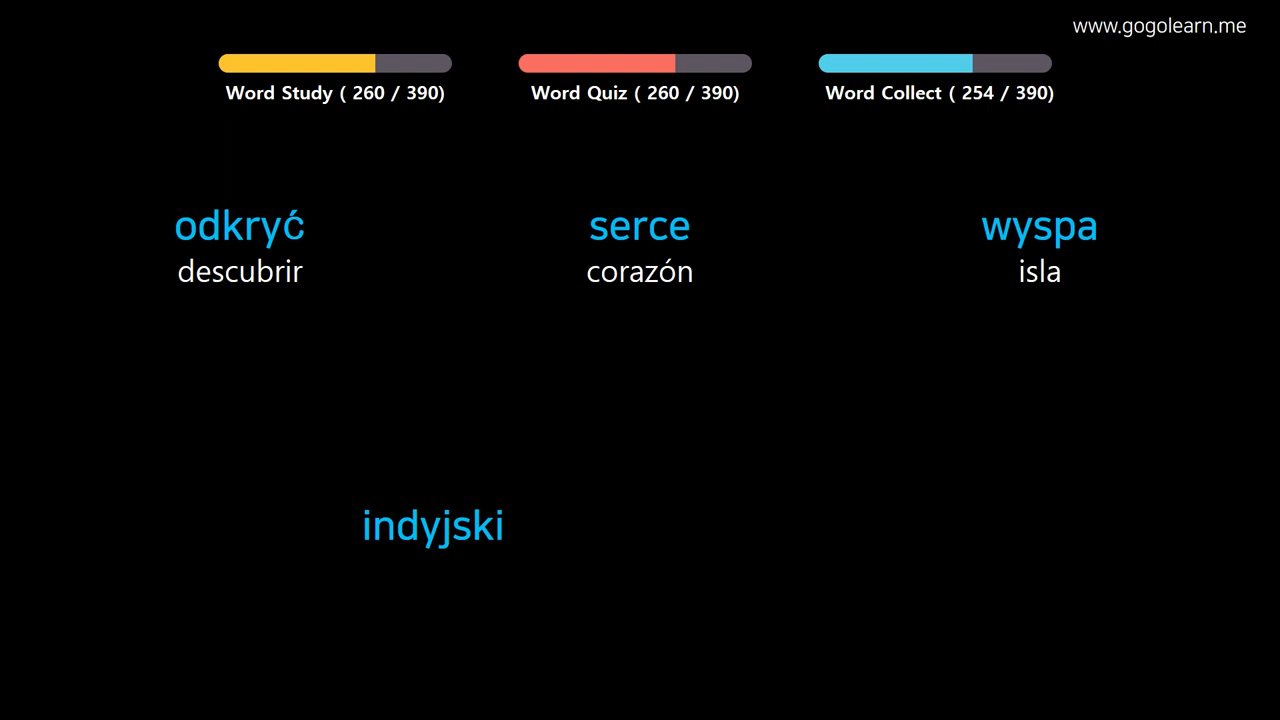 www.gogolearn.me
Word Study ( 260 / 390)
Word Quiz ( 260 / 390)
Word Collect ( 254 / 390)
odkryć
descubrir
serce
corazón
wyspa
isla
indyjski